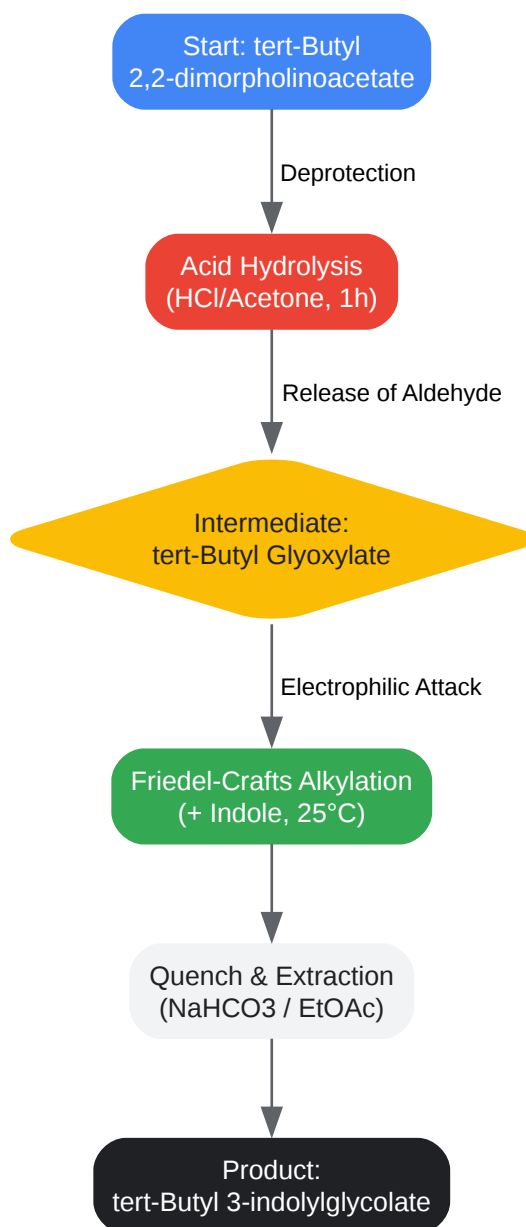 Start: tert-Butyl
2,2-dimorpholinoacetate
Deprotection
Acid Hydrolysis
(HCl/Acetone, 1h)
Release of Aldehyde
Intermediate:
tert-Butyl Glyoxylate
Electrophilic Attack
Friedel-Crafts Alkylation
(+ Indole, 25°C)
Quench & Extraction
(NaHCO3 / EtOAc)
Product:
tert-Butyl 3-indolylglycolate